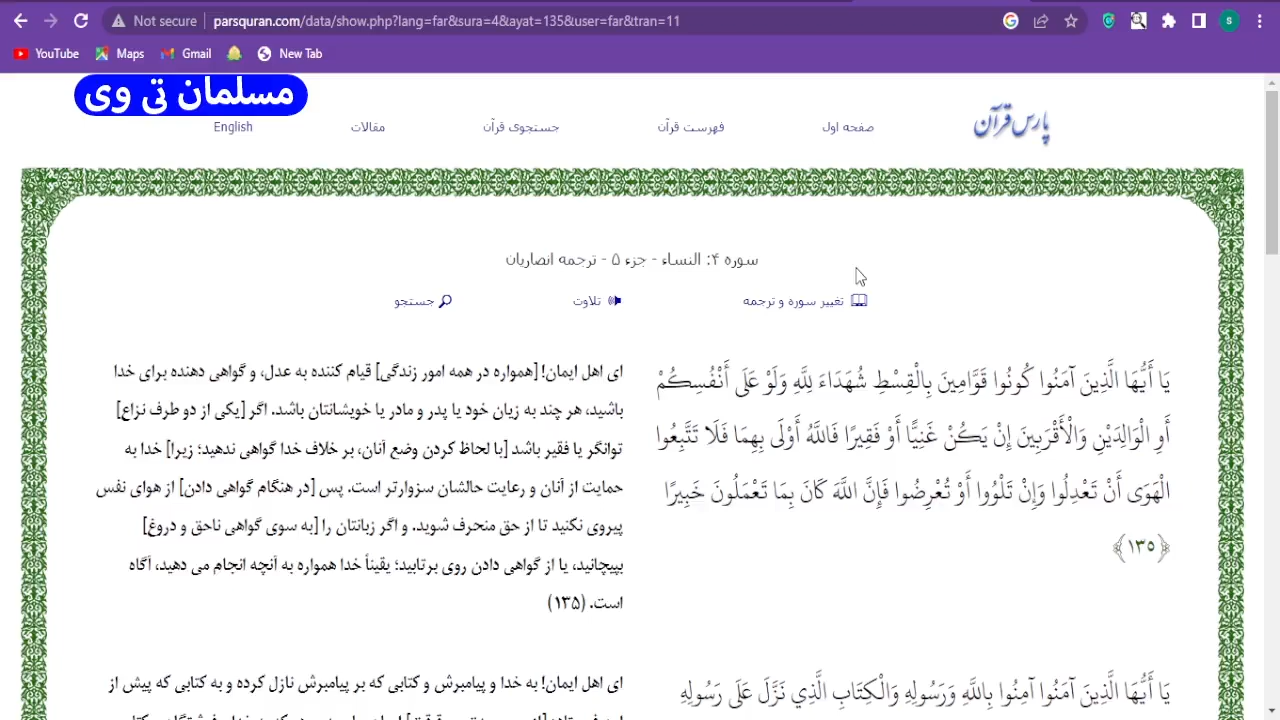 Not secure
parsquran.com/data/show.php?lang=far&sura=4&ayat=135&user=far&tran=11
S
YouTube Maps Gmail New Tab
مسلمان تی وی
پارس قرآن
صفحه اول فهرست قرآن جستجوی قرآن مقالات English
سوره ۴: النساء - جزء ۵ - ترجمه انصاریان
تغییر سوره و ترجمه تلاوت جستجو
يَا أَيُّهَا الَّذِينَ آمَنُوا كُونُوا قَوَّامِينَ بِالْقِسْطِ شُهَدَاءَ لِلَّهِ وَلَوْ عَلَى أَنْفُسِكُمْ
أَوِ الْوَالِدَيْنِ وَالْأَقْرَبِينَ إِنْ يَكُنْ غَنِيًّا أَوْ فَقِيرًا فَاللَّهُ أَوْلَى بِهِمَا فَلَا تَتَّبِعُوا
الْهَوَى أَنْ تَعْدِلُوا وَإِنْ تَلْوُوا أَوْ تُعْرِضُوا فَإِنَّ اللَّهَ كَانَ بِمَا تَعْمَلُونَ خَبِيرًا
﴿۱۳۵﴾
ای اهل ایمان! [همواره در همه امور زندگی] قیام کننده به عدل، و گواهی دهنده برای خدا
باشید، هر چند به زیان خود یا پدر و مادر یا خویشانتان باشد. اگر [یکی از دو طرف نزاع]
توانگر یا فقیر باشد [با لحاظ کردن وضع آنان، بر خلاف خدا گواهی ندهید؛ زیرا] خدا به
حمایت از آنان و رعایت حالشان سزوارتر است. پس [در هنگام گواهی دادن] از هوای نفس
پیروی نکنید تا از حق منحرف شوید. و اگر زبانتان را [به سوی گواهی ناحق و دروغ]
بپیچانید، یا از گواهی دادن روی برتابید؛ یقیناً خدا همواره به آنچه انجام می دهید، آگاه
است. (۱۳۵)
يَا أَيُّهَا الَّذِينَ آمَنُوا آمِنُوا بِاللَّهِ وَرَسُولِهِ وَالْكِتَابِ الَّذِي نَزَّلَ عَلَى رَسُولِهِ
ای اهل ایمان! به خدا و پیامبرش و کتابی که بر پیامبرش نازل کرده و به کتابی که پیش از